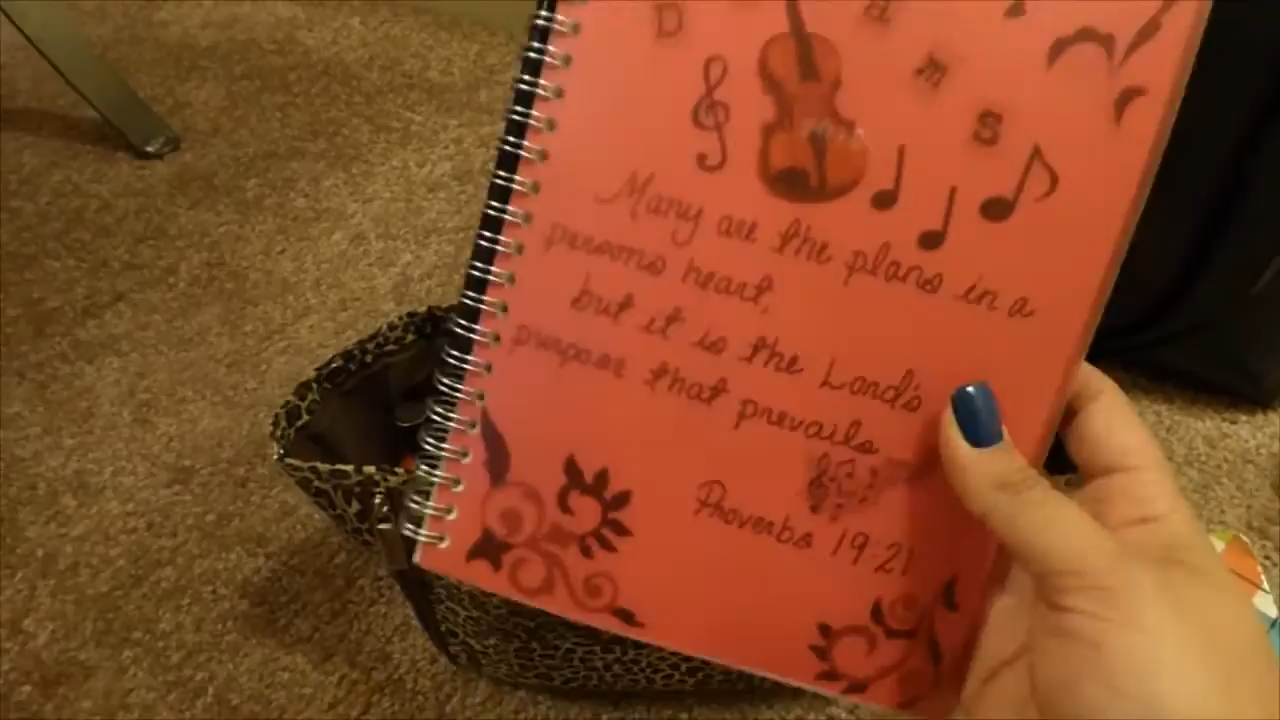 D a
m
s
Many are the plans in a
persons heart,
but it is the Lord's
purpose that prevails
Proverbs 19:21